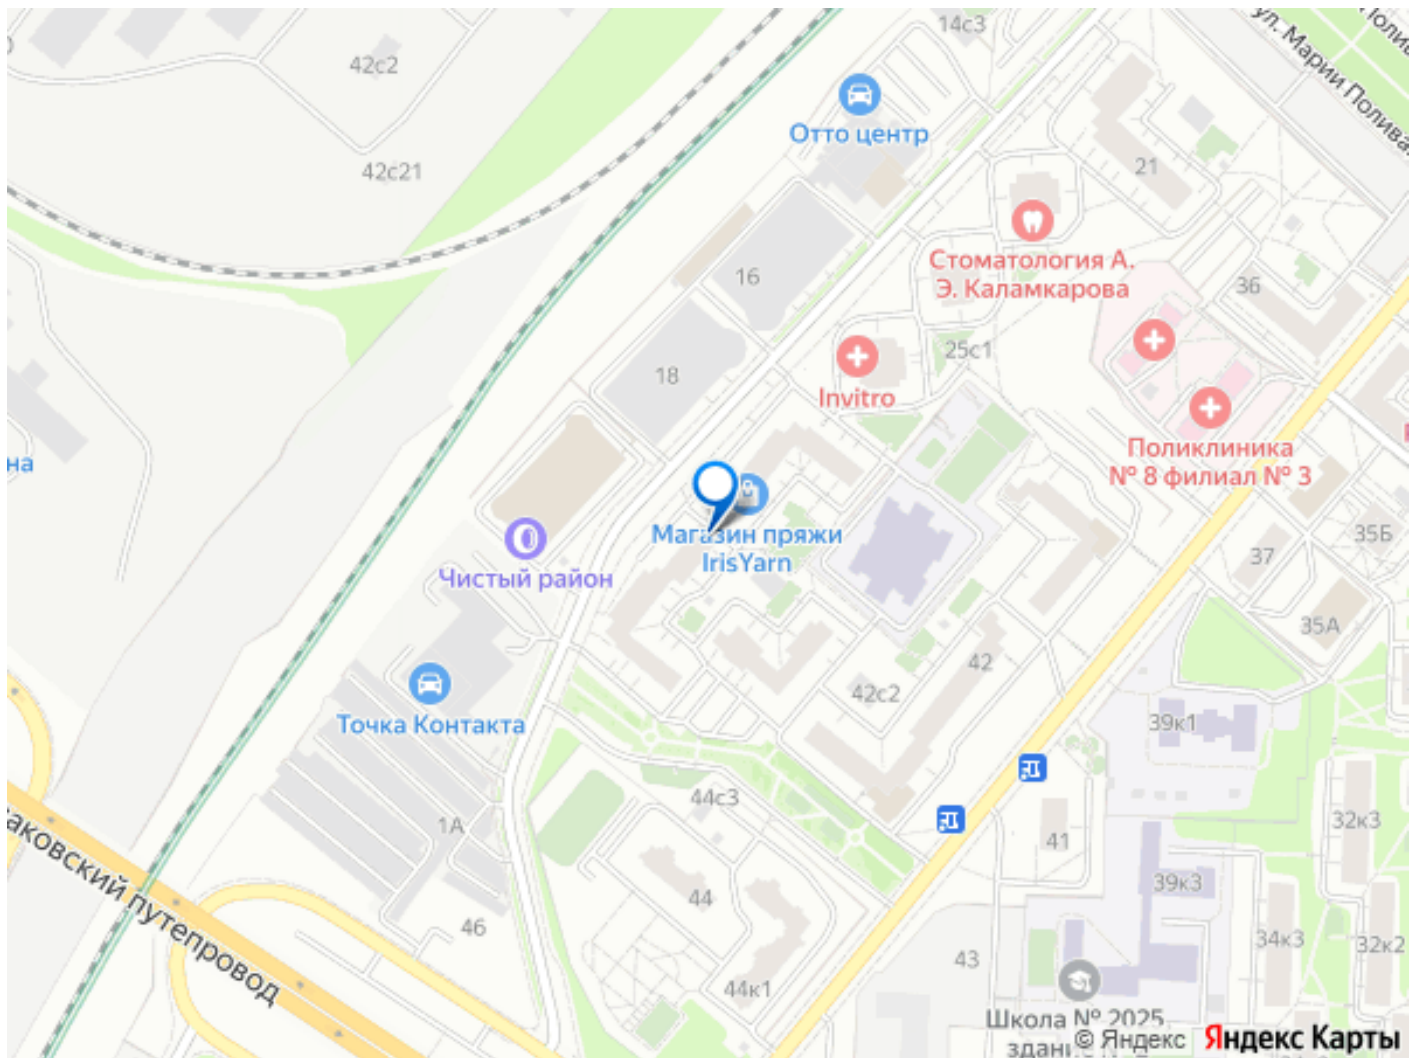 14с3
ул. Марии Полива
42с2
Отто центр
42с21
21
Стоматология А.
Э. Каламкарова
16
36
25с1
18
Invitro
Поликлиника
№ 8 филиал № 3
на
Магазин пряжи
IrisYarn
35Б
37
Чистый район
35А
42
42с2
Точка Контакта
39к1
44с3
1А
41
32к3
аковский путепровод
39к3
44
46
34к3
32к2
43
44к1
Школа № 2025
здани
© Яндекс
Яндекс Карты